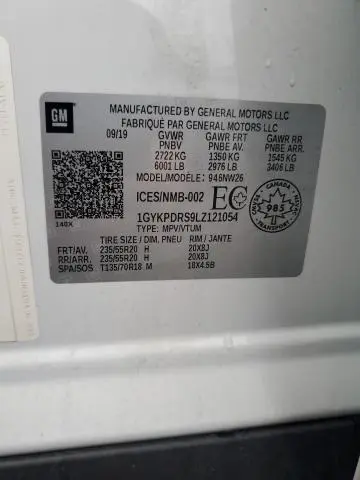 GM
MANUFACTURED BY GENERAL MOTORS LLC
FABRIQUÉ PAR GENERAL MOTORS LLC
09/19 GVWR GAWR FRT GAWR RR
PNBV PNBE AV PNBE ARR
2722 KG 1350 KG 1545 KG
6001 LB 2976 LB 3406 LB
MODEL/MODÈLE: 946NW26
ICES/NMB-002 EC
1GYKPDRS9LZ121054
TYPE: MPV/VTUM
140X
TIRE SIZE / DIM. PNEU RIM / JANTE
FRT/AV. 235/55R20 H 20X8J
RR/ARR. 235/55R20 H 20X8J
SPA/SOS T135/70R18 M 18X4.5B
CANADA
985